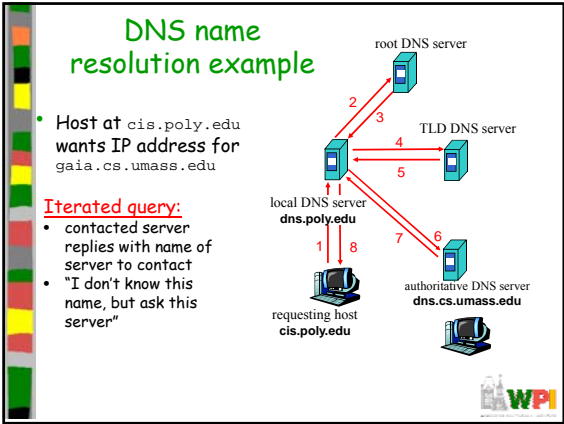 DNS name
resolution example
• Host at cis.poly.edu
wants IP address for
gaia.cs.umass.edu
Iterated query:
• contacted server
replies with name of
server to contact
• “I don’t know this
name, but ask this
server”
root DNS server
2
3
TLD DNS server
4
5
local DNS server
dns.poly.edu
7
6
1
8
authoritative DNS server
dns.cs.umass.edu
requesting host
cis.poly.edu
WPI